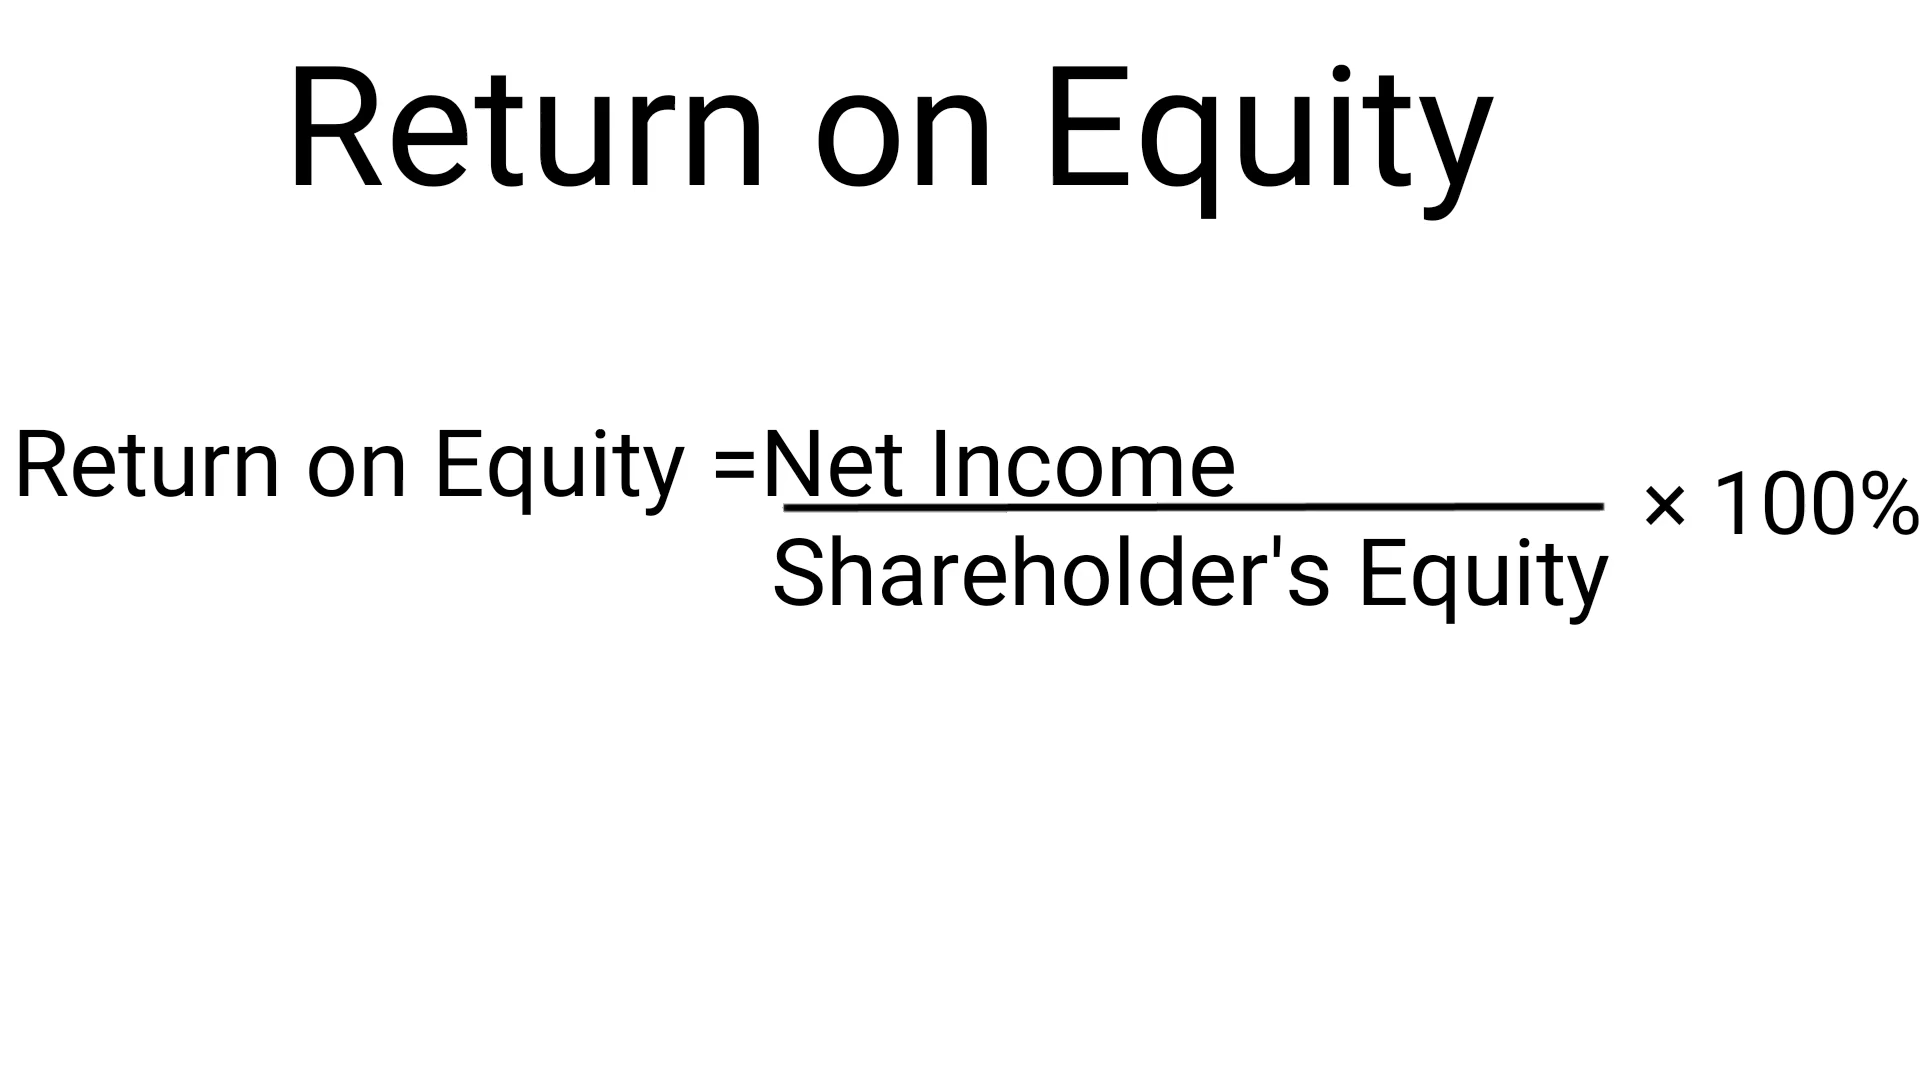 Return on Equity
Return on Equity =Net Income
Shareholder's Equity
× 100%